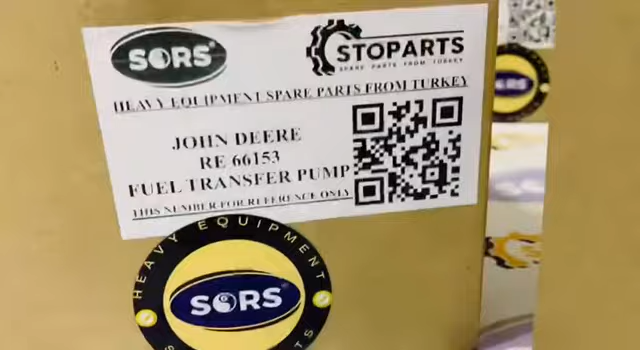 SORS®
STOPARTS
SPARE PARTS FROM TURKEY
HEAVY EQUIPMENT SPARE PARTS FROM TURKEY
JOHN DEERE
RE 66153
FUEL TRANSFER PUMP
THIS NUMBER FOR REFERENCE ONLY
HEAVY EQUIPMENT
SORS